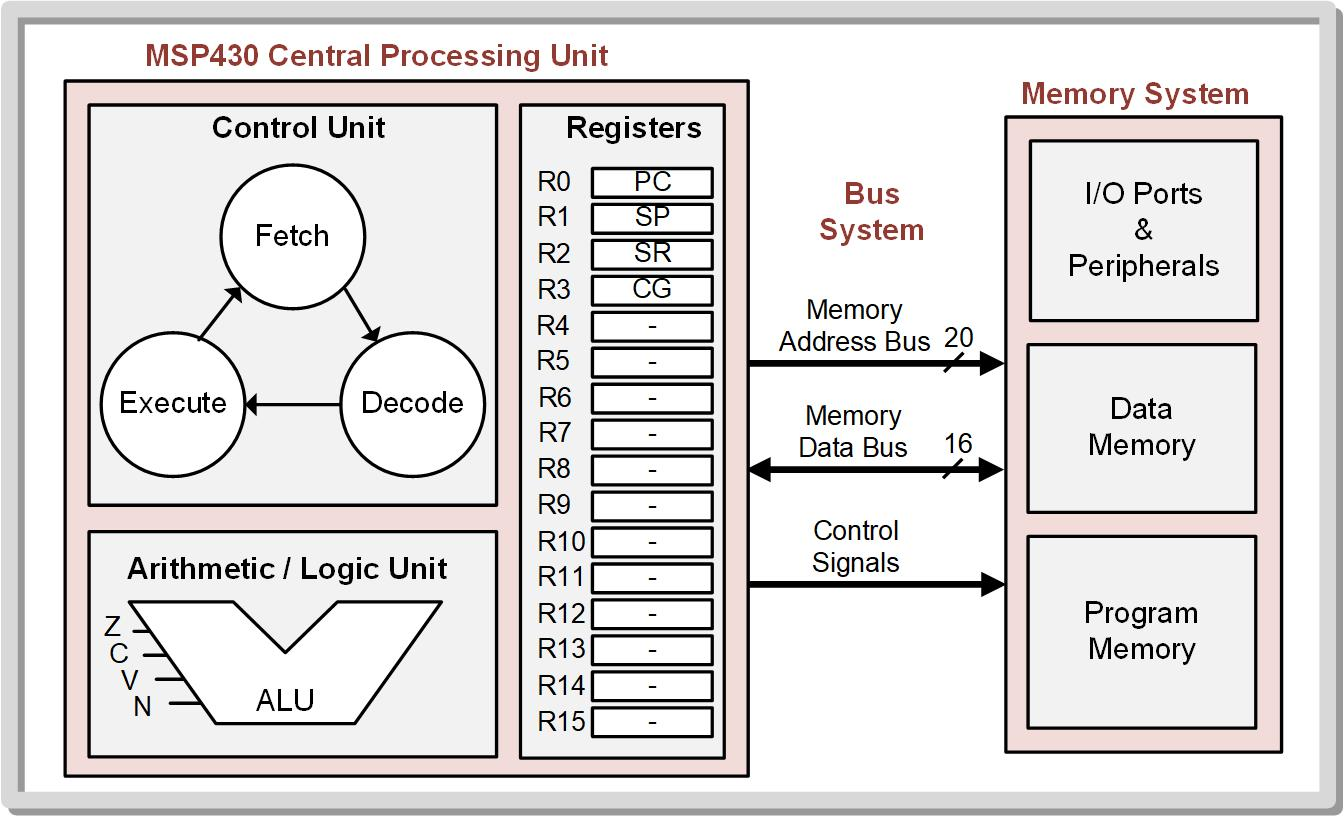 MSP430 Central Processing Unit
Control Unit
Fetch
Execute
Decode
Arithmetic / Logic Unit
Z
C
V
N
ALU
Registers
R0 PC
R1 SP
R2 SR
R3 CG
R4 -
R5 -
R6 -
R7 -
R8 -
R9 -
R10 -
R11 -
R12 -
R13 -
R14 -
R15 -
Bus
System
Memory
Address Bus 20
Memory
Data Bus 16
Control
Signals
Memory System
I/O Ports
&
Peripherals
Data
Memory
Program
Memory